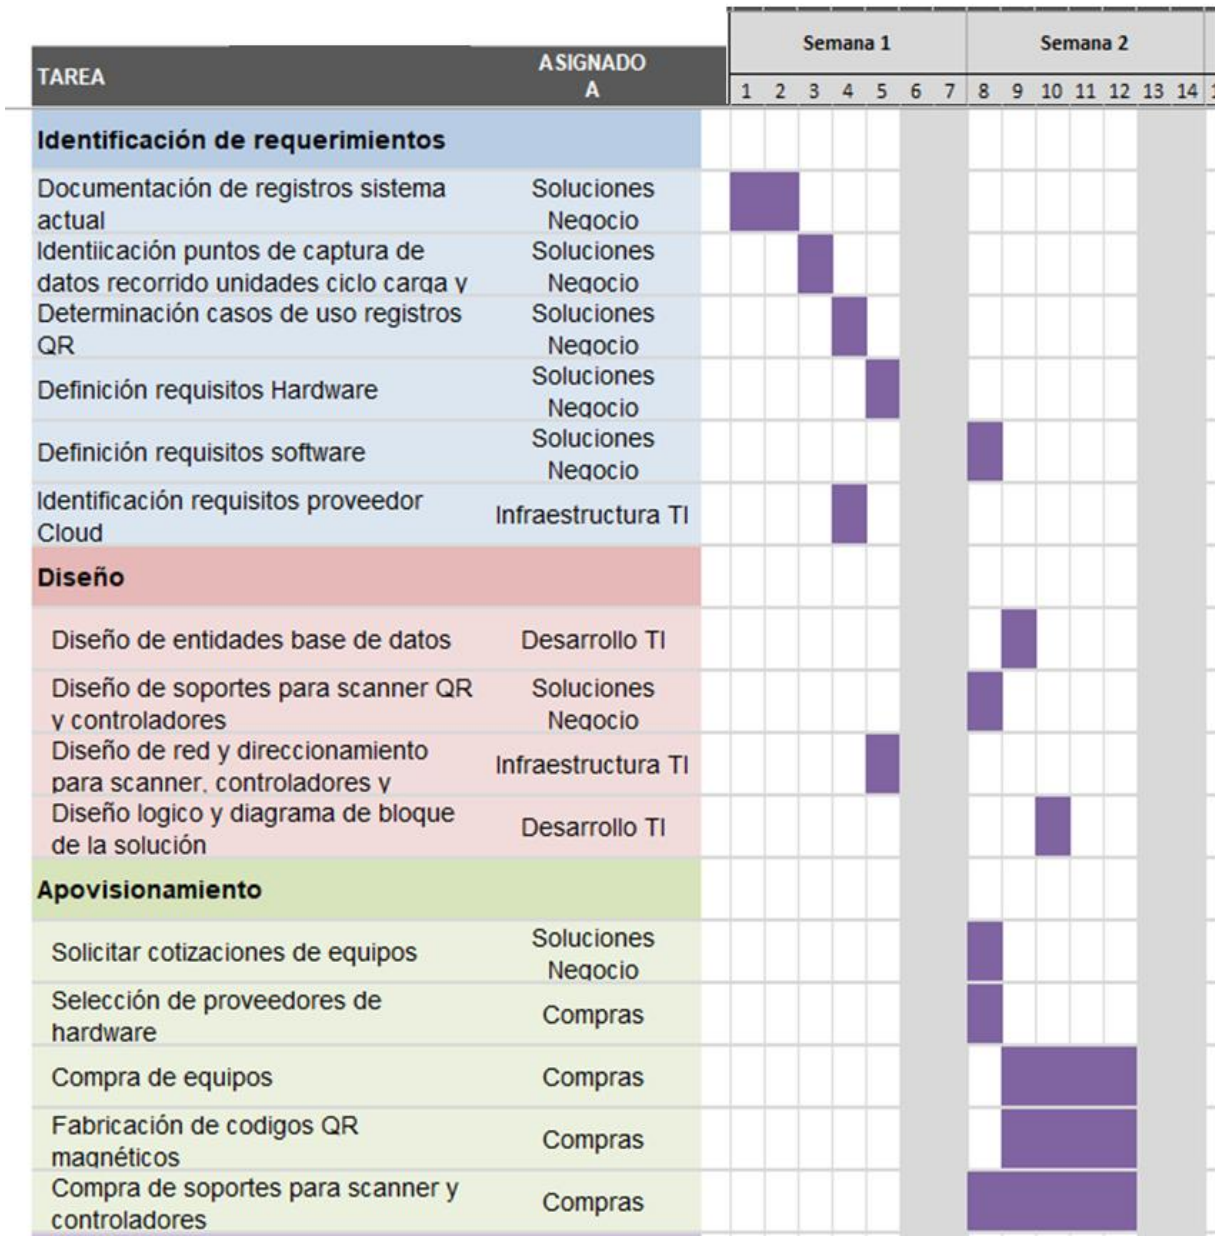 Semana 1 Semana 2
TAREA ASIGNADO A
1 2 3 4 5 6 7 8 9 10 11 12 13 14
Identificación de requerimientos
Documentación de registros sistema actual Soluciones Negocio
Identiicación puntos de captura de datos recorrido unidades ciclo carga y Soluciones Negocio
Determinación casos de uso registros QR Soluciones Negocio
Definición requisitos Hardware Soluciones Negocio
Definición requisitos software Soluciones Negocio
Identificación requisitos proveedor Cloud Infraestructura TI
Diseño
Diseño de entidades base de datos Desarrollo TI
Diseño de soportes para scanner QR y controladores Soluciones Negocio
Diseño de red y direccionamiento para scanner, controladores y Infraestructura TI
Diseño logico y diagrama de bloque de la solución Desarrollo TI
Apovisionamiento
Solicitar cotizaciones de equipos Soluciones Negocio
Selección de proveedores de hardware Compras
Compra de equipos Compras
Fabricación de codigos QR magnéticos Compras
Compra de soportes para scanner y controladores Compras